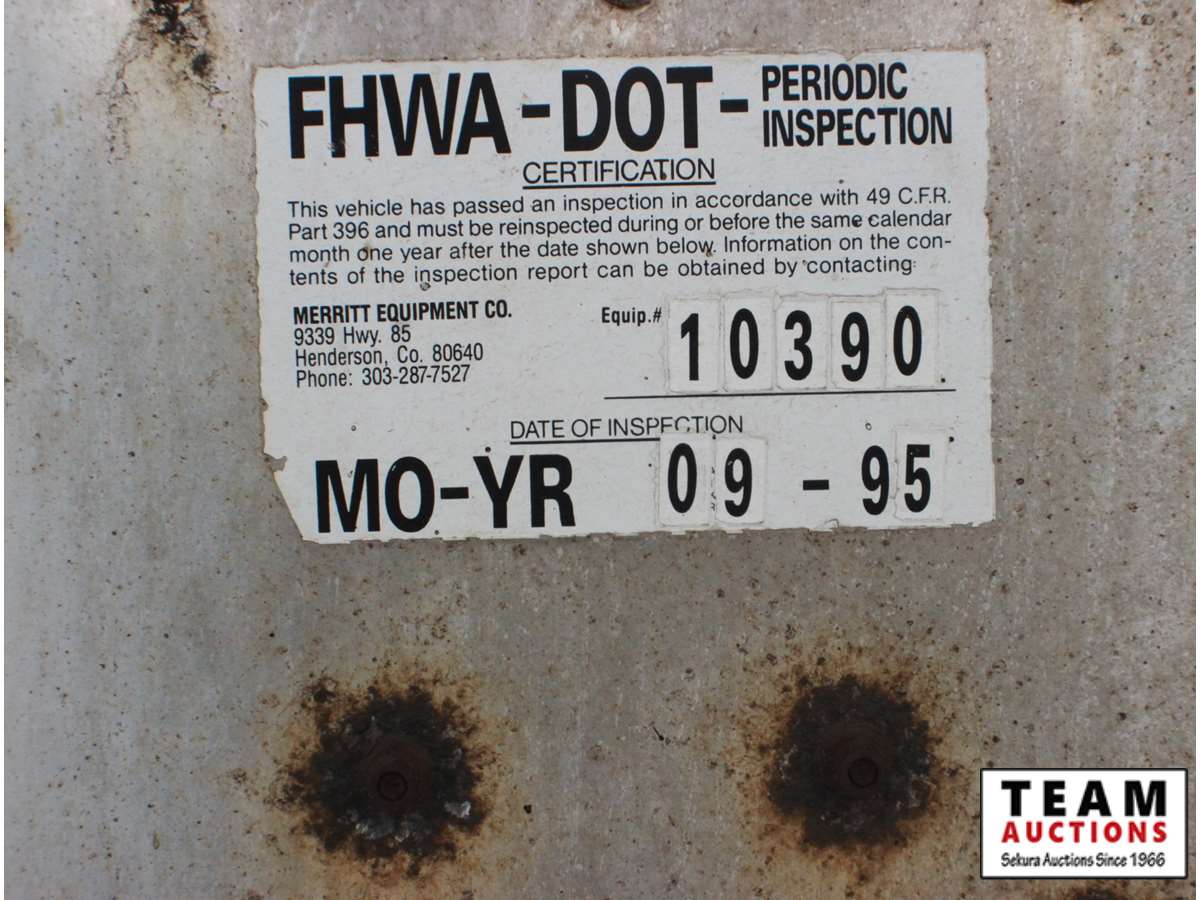 FHWA-DOT- PERIODIC
INSPECTION
CERTIFICATION
This vehicle has passed an inspection in accordance with 49 C.F.R.
Part 396 and must be reinspected during or before the same calendar
month one year after the date shown below. Information on the con-
tents of the inspection report can be obtained by contacting:
MERRITT EQUIPMENT CO.
9339 Hwy. 85
Henderson, Co. 80640
Phone: 303-287-7527
Equip.# 10390
DATE OF INSPECTION
MO-YR 09 - 95
TEAM
AUCTIONS
Sekura Auctions Since 1966